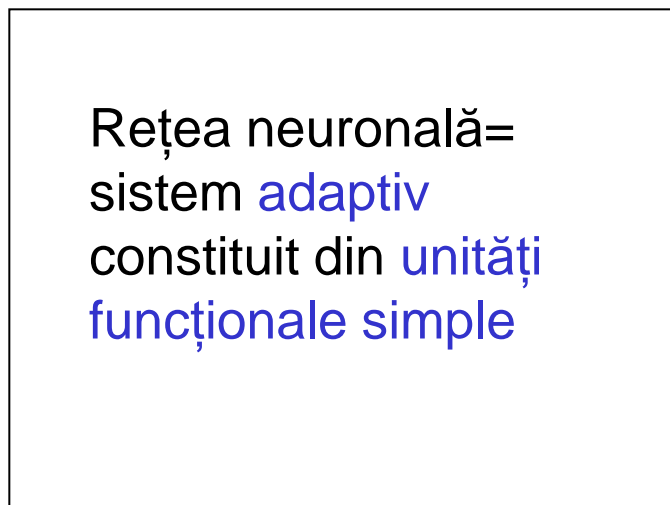 Rețea neuronală=
sistem adaptiv
constituit din unități
funcționale simple